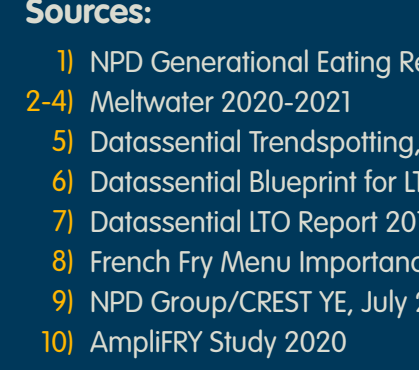 Sources:
1) NPD Generational Eating Re
2-4) Meltwater 2020-2021
5) Datassential Trendspotting,
6) Datassential Blueprint for LT
7) Datassential LTO Report 201
8) French Fry Menu Importanc
9) NPD Group/CREST YE, July 2
10) AmpliFRY Study 2020